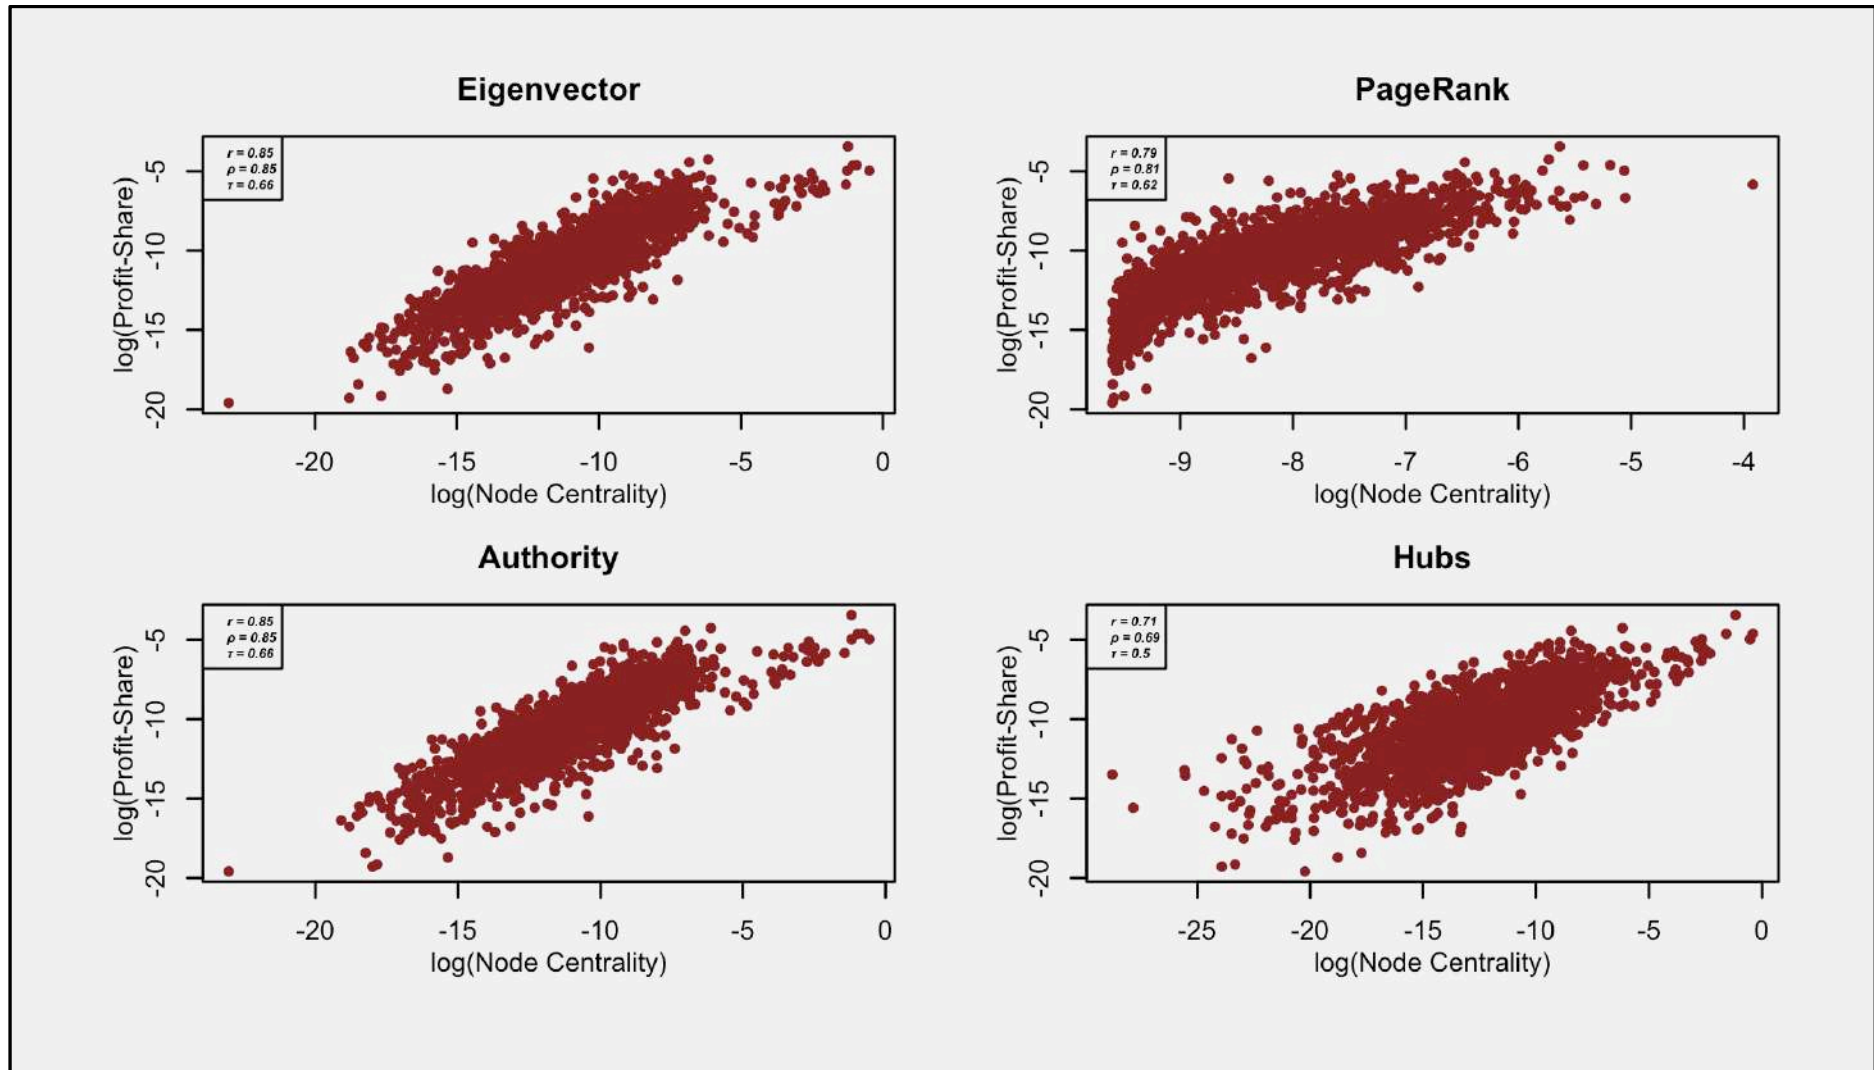 Eigenvector
r = 0.85
ρ = 0.85
τ = 0.66
log(Profit-Share)
-5
-10
-15
-20
-20 -15 -10 -5 0
log(Node Centrality)
PageRank
r = 0.79
ρ = 0.81
τ = 0.62
log(Profit-Share)
-5
-10
-15
-20
-9 -8 -7 -6 -5 -4
log(Node Centrality)
Authority
r = 0.85
ρ = 0.85
τ = 0.66
log(Profit-Share)
-5
-10
-15
-20
-20 -15 -10 -5 0
log(Node Centrality)
Hubs
r = 0.71
ρ = 0.69
τ = 0.5
log(Profit-Share)
-5
-10
-15
-20
-25 -20 -15 -10 -5 0
log(Node Centrality)